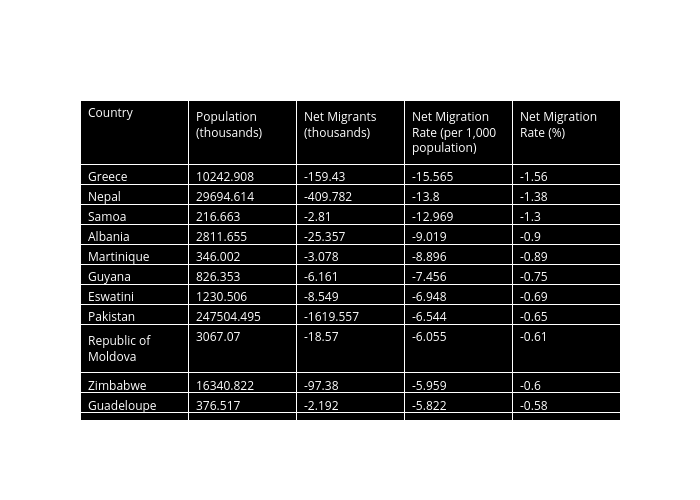 Country Population (thousands) Net Migrants (thousands) Net Migration Rate (per 1,000 population) Net Migration Rate (%)
Greece 10242.908 -159.43 -15.565 -1.56
Nepal 29694.614 -409.782 -13.8 -1.38
Samoa 216.663 -2.81 -12.969 -1.3
Albania 2811.655 -25.357 -9.019 -0.9
Martinique 346.002 -3.078 -8.896 -0.89
Guyana 826.353 -6.161 -7.456 -0.75
Eswatini 1230.506 -8.549 -6.948 -0.69
Pakistan 247504.495 -1619.557 -6.544 -0.65
Republic of Moldova 3067.07 -18.57 -6.055 -0.61
Zimbabwe 16340.822 -97.38 -5.959 -0.6
Guadeloupe 376.517 -2.192 -5.822 -0.58